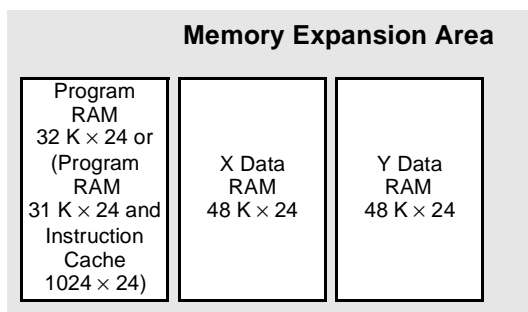 Memory Expansion Area
Program
RAM
32 K × 24 or
(Program
RAM
31 K × 24 and
Instruction
Cache
1024 × 24)
X Data
RAM
48 K × 24
Y Data
RAM
48 K × 24